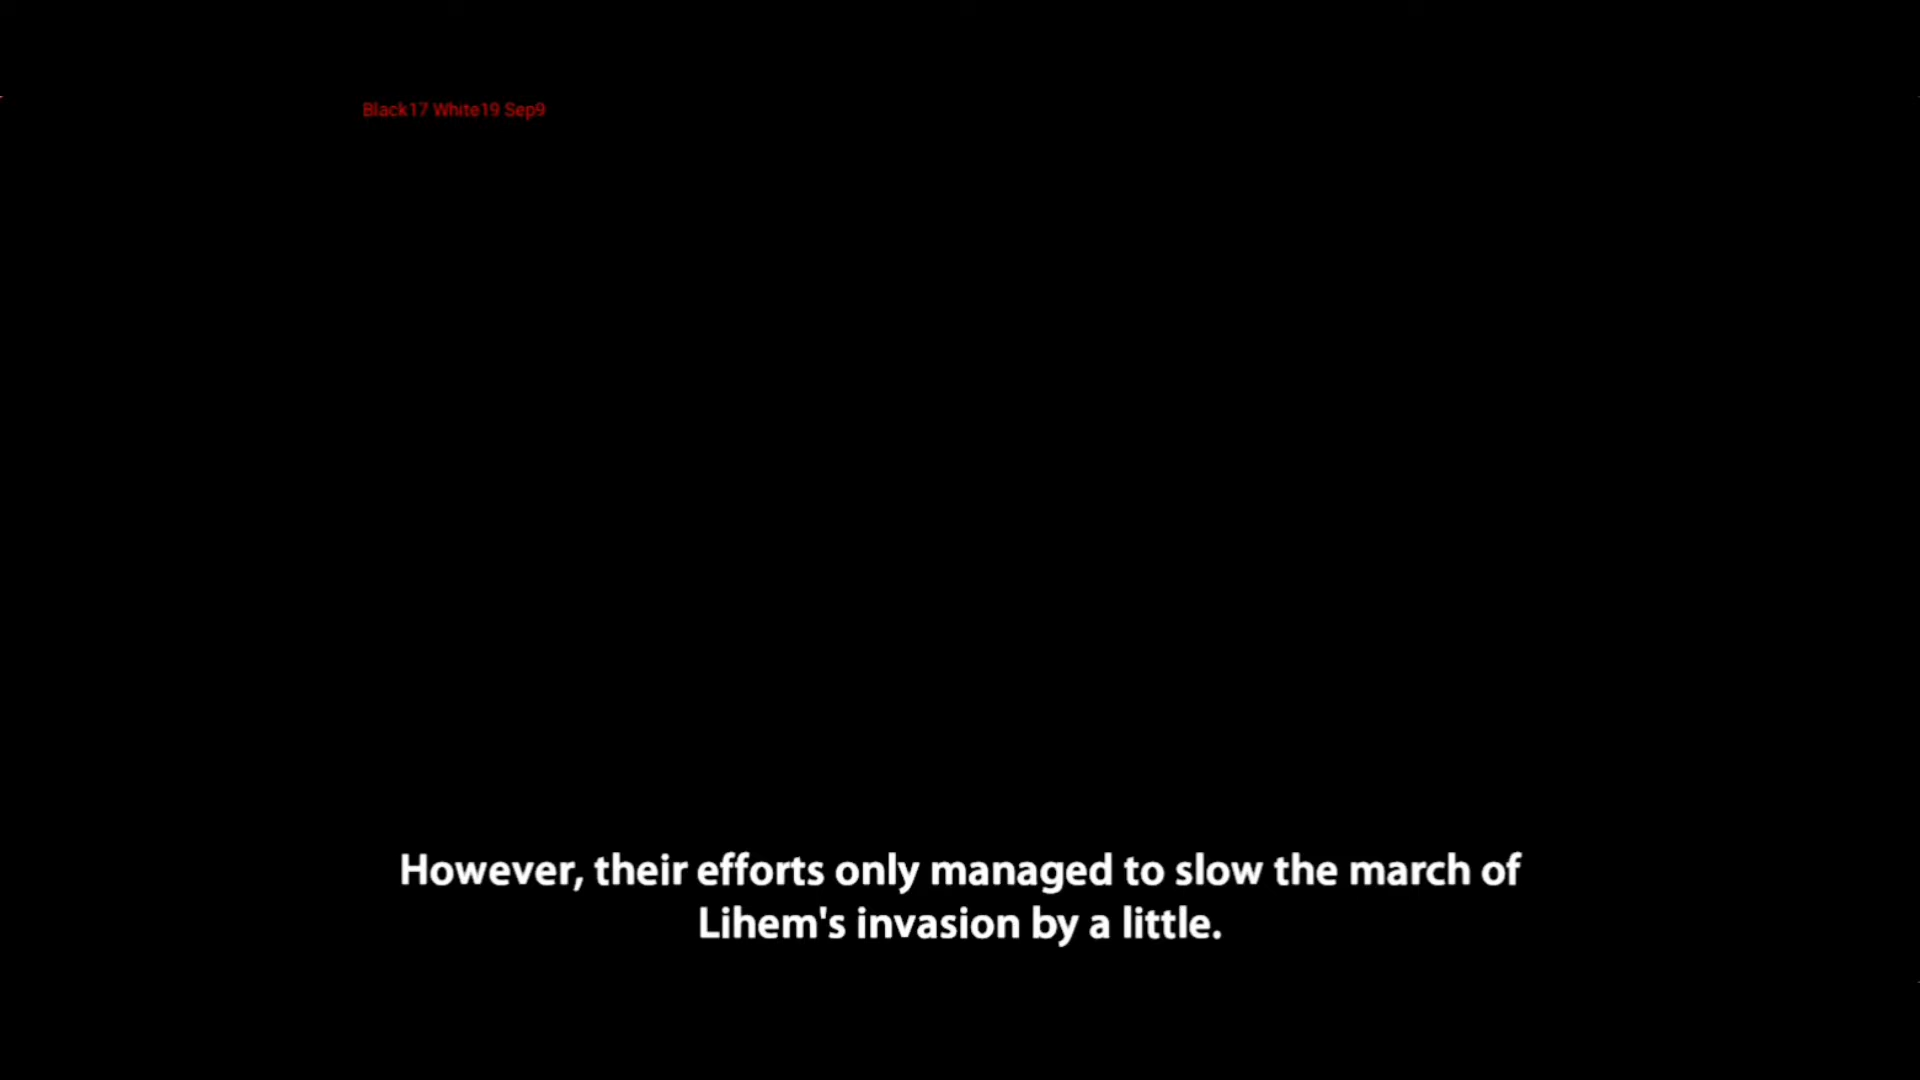 Black17 White19 Sep9
However, their efforts only managed to slow the march of
Lihem's invasion by a little.